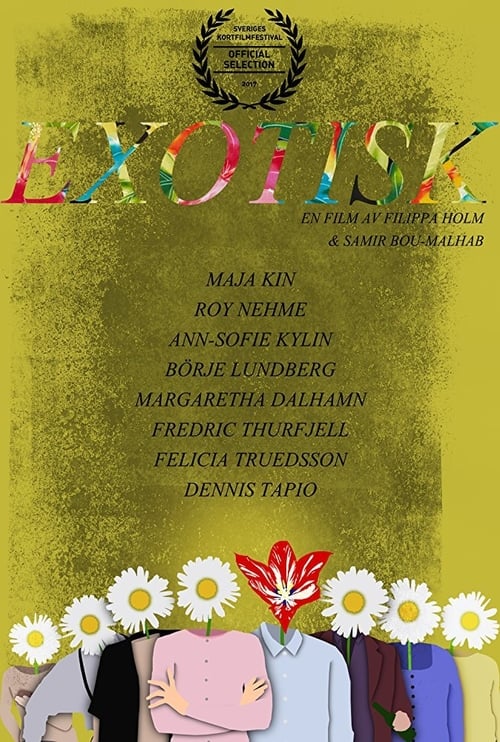 SVERIGES
KORTFILMFESTIVAL
OFFICIAL
SELECTION
2017
EXOTISK
EN FILM AV FILIPPA HOLM
& SAMIR BOU-MALHAB
MAJA KIN
ROY NEHME
ANN-SOFIE KYLIN
BÖRJE LUNDBERG
MARGARETHA DALHAMN
FREDRIC THURFJELL
FELICIA TRUEDSSON
DENNIS TAPIO